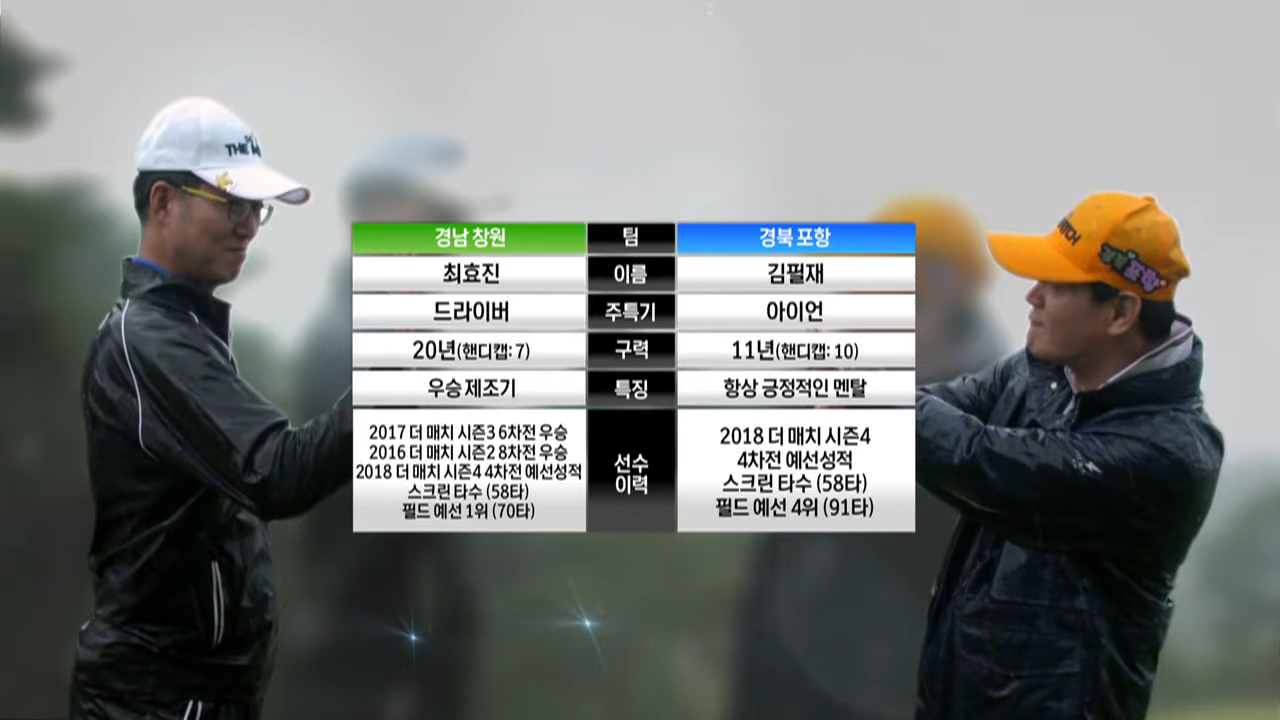 THE
경북 포항
경남 창원 팀 경북 포항
최효진 이름 김필재
드라이버 주특기 아이언
20년(핸디캡: 7) 구력 11년(핸디캡: 10)
우승 제조기 특징 항상 긍정적인 멘탈
2017 더 매치 시즌3 6차전 우승
2016 더 매치 시즌2 8차전 우승
2018 더 매치 시즌4 4차전 예선성적
스크린 타수 (58타)
필드 예선 1위 (70타)
선수
이력
2018 더 매치 시즌4
4차전 예선성적
스크린 타수 (58타)
필드 예선 4위 (91타)